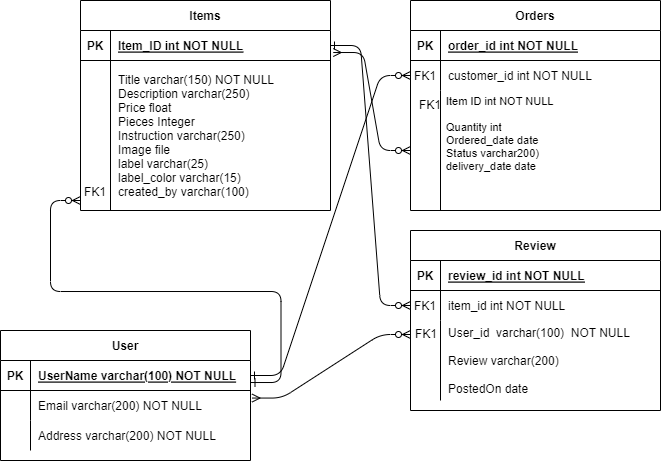 Items
PK Item_ID int NOT NULL
Title varchar(150) NOT NULL
Description varchar(250)
Price float
Pieces Integer
Instruction varchar(250)
Image file
label varchar(25)
label_color varchar(15)
FK1 created_by varchar(100)
Orders
PK order_id int NOT NULL
FK1 customer_id int NOT NULL
FK1 Item ID int NOT NULL
Quantity int
Ordered_date date
Status varchar200)
delivery_date date
Review
PK review_id int NOT NULL
FK1 item_id int NOT NULL
FK1 User_id varchar(100) NOT NULL
Review varchar(200)
PostedOn date
User
PK UserName varchar(100) NOT NULL
Email varchar(200) NOT NULL
Address varchar(200) NOT NULL